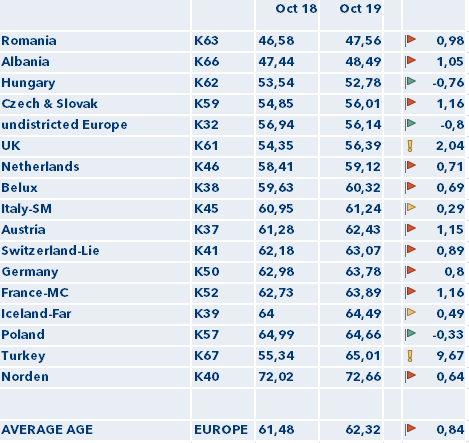 Oct 18 Oct 19
Romania K63 46,58 47,56 0,98
Albania K66 47,44 48,49 1,05
Hungary K62 53,54 52,78 -0,76
Czech & Slovak K59 54,85 56,01 1,16
undistricted Europe K32 56,94 56,14 -0,8
UK K61 54,35 56,39 2,04
Netherlands K46 58,41 59,12 0,71
Belux K38 59,63 60,32 0,69
Italy-SM K45 60,95 61,24 0,29
Austria K37 61,28 62,43 1,15
Switzerland-Lie K41 62,18 63,07 0,89
Germany K50 62,98 63,78 0,8
France-MC K52 62,73 63,89 1,16
Iceland-Far K39 64 64,49 0,49
Poland K57 64,99 64,66 -0,33
Turkey K67 55,34 65,01 9,67
Norden K40 72,02 72,66 0,64
AVERAGE AGE EUROPE 61,48 62,32 0,84